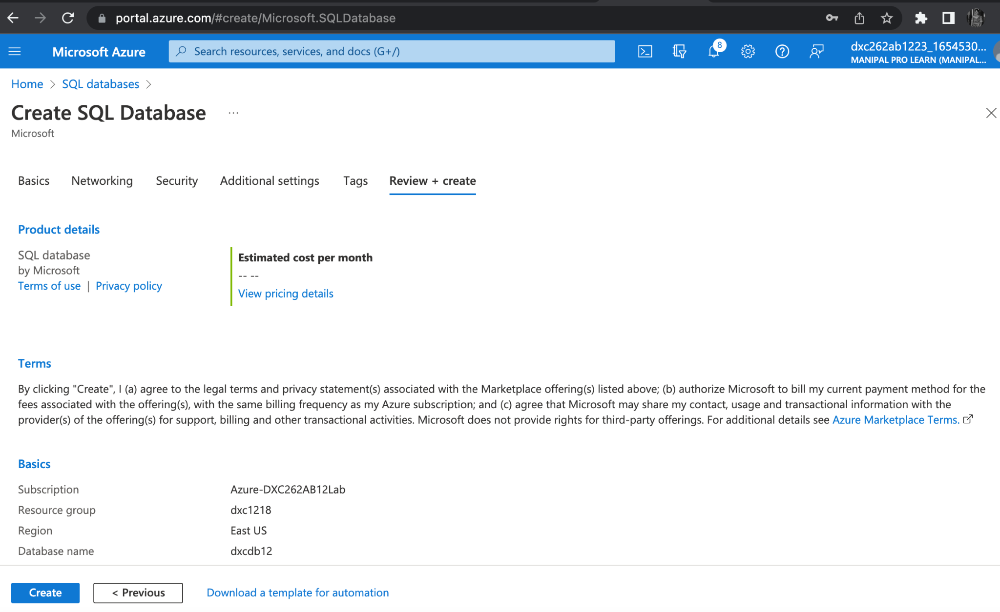 portal.azure.com/#create/Microsoft.SQLDatabase
Microsoft Azure
Search resources, services, and docs (G+/)
8
dxc262ab1223_1654530...
MANIPAL PRO LEARN (MANIPAL...
Home > SQL databases >
Create SQL Database ...
Microsoft
Basics Networking Security Additional settings Tags Review + create
Product details
SQL database
by Microsoft
Terms of use | Privacy policy
Estimated cost per month
-- --
View pricing details
Terms
By clicking "Create", I (a) agree to the legal terms and privacy statement(s) associated with the Marketplace offering(s) listed above; (b) authorize Microsoft to bill my current payment method for the
fees associated with the offering(s), with the same billing frequency as my Azure subscription; and (c) agree that Microsoft may share my contact, usage and transactional information with the
provider(s) of the offering(s) for support, billing and other transactional activities. Microsoft does not provide rights for third-party offerings. For additional details see Azure Marketplace Terms.
Basics
Subscription Azure-DXC262AB12Lab
Resource group dxc1218
Region East US
Database name dxcdb12
Create < Previous Download a template for automation